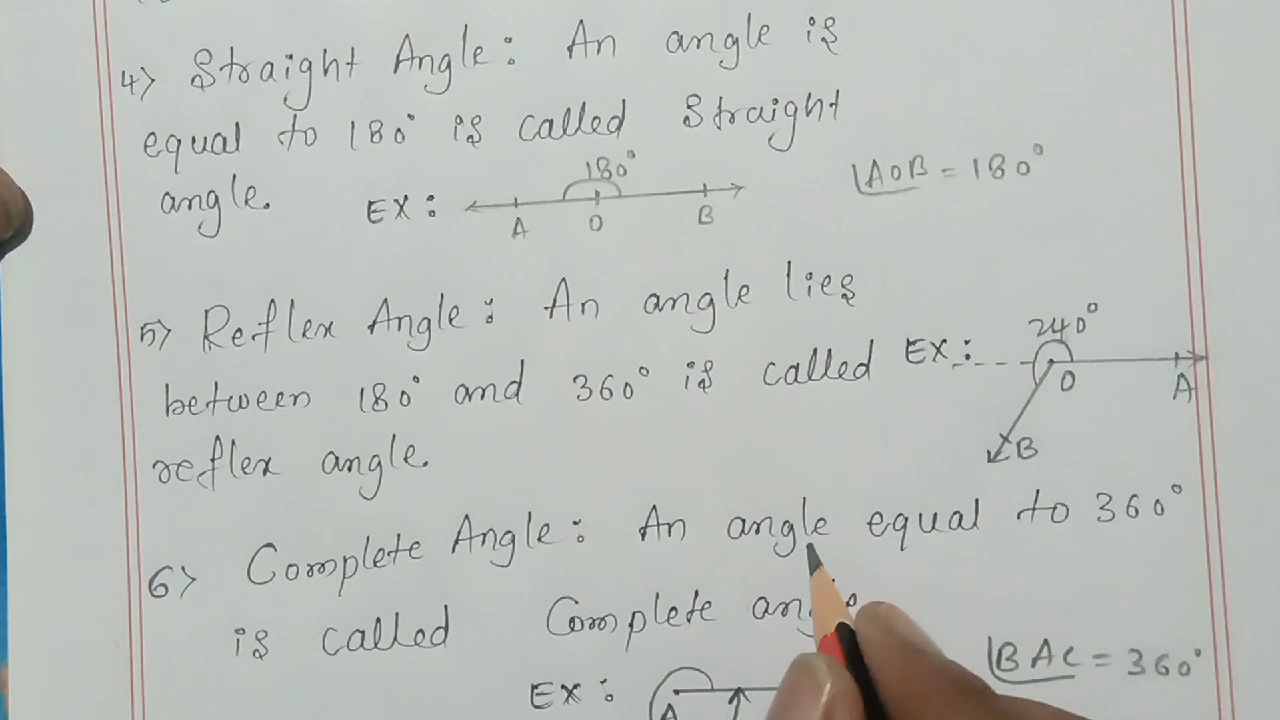 4) Straight Angle: An angle is
equal to 180° is called Straight
angle. EX:
180°
A O B
∠AOB = 180°
5) Reflex Angle: An angle lies
between 180° and 360° is called
reflex angle.
EX:
240°
O A
B
6) Complete Angle: An angle equal to 360°
is called Complete
EX:
A
∠BAC = 360°